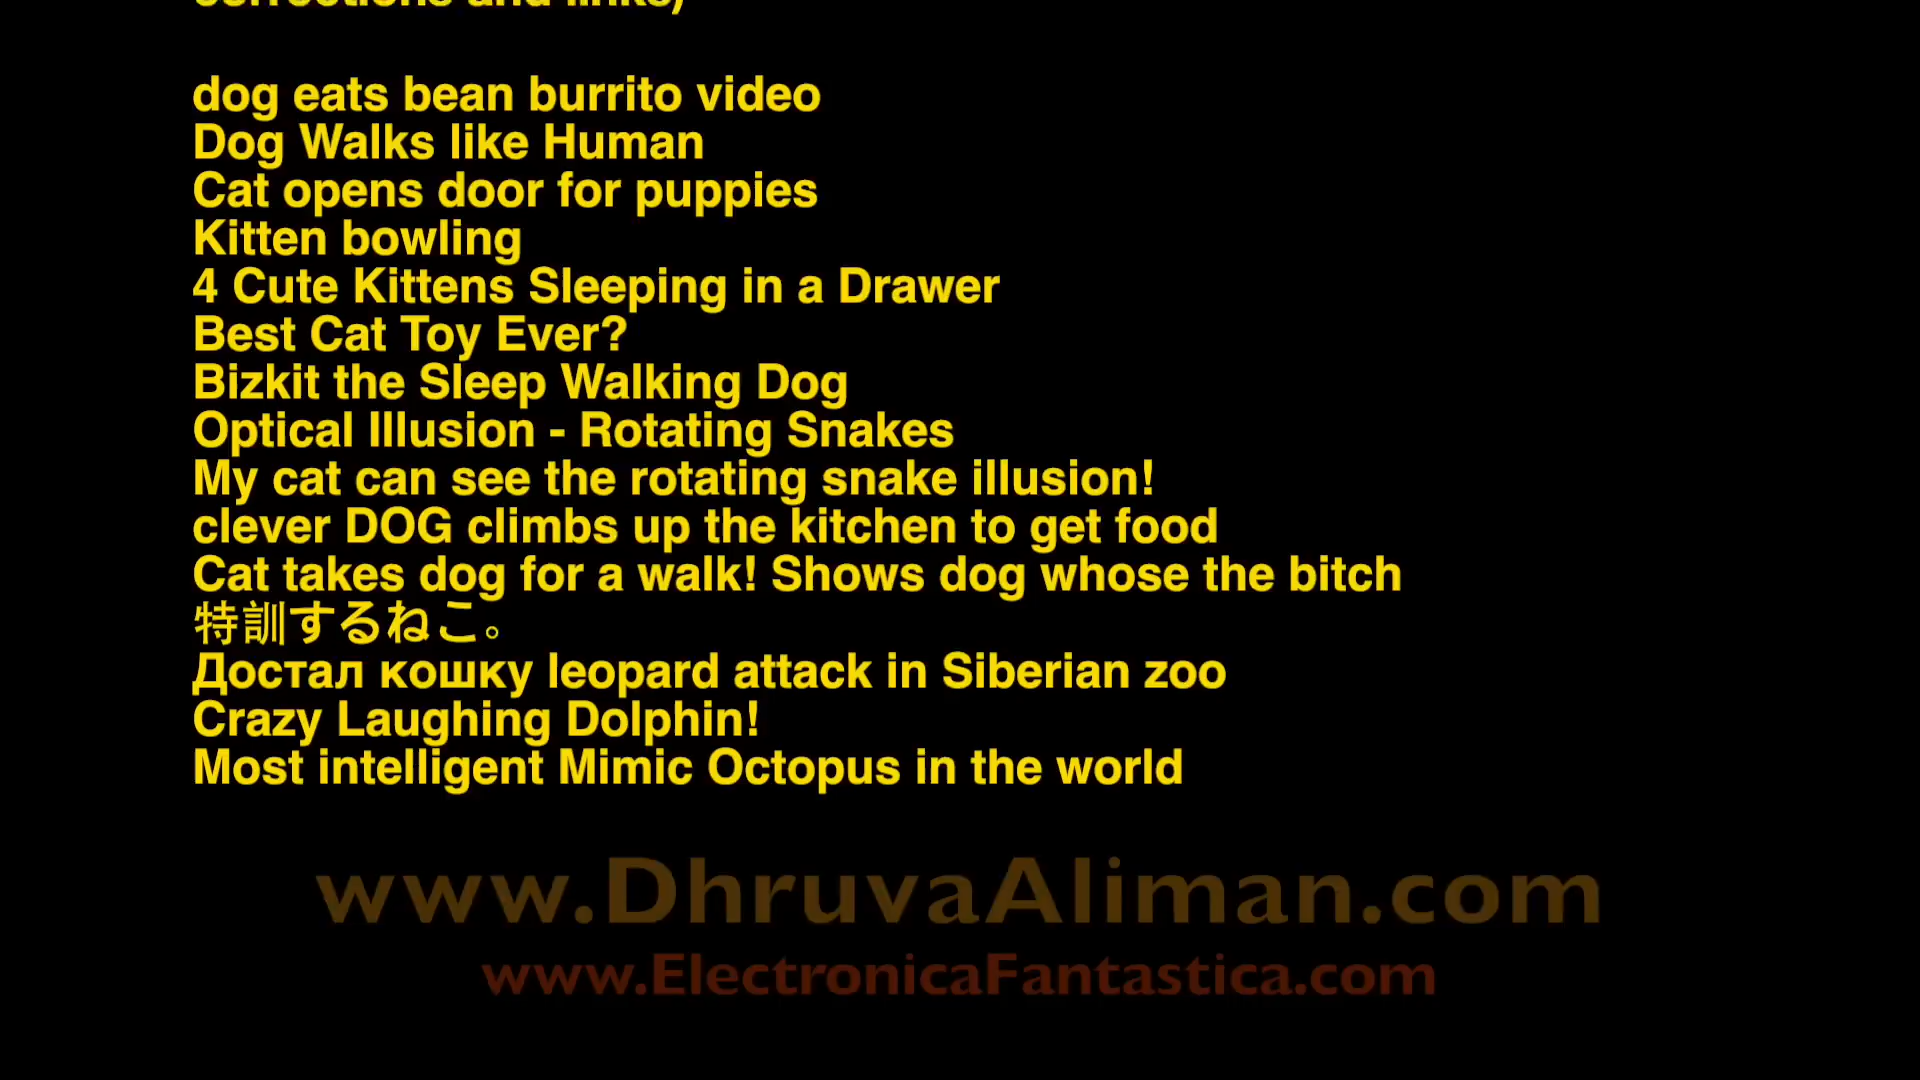 corrections and links)
dog eats bean burrito video
Dog Walks like Human
Cat opens door for puppies
Kitten bowling
4 Cute Kittens Sleeping in a Drawer
Best Cat Toy Ever?
Bizkit the Sleep Walking Dog
Optical Illusion - Rotating Snakes
My cat can see the rotating snake illusion!
clever DOG climbs up the kitchen to get food
Cat takes dog for a walk! Shows dog whose the bitch
特訓するねこ。
Достал кошку leopard attack in Siberian zoo
Crazy Laughing Dolphin!
Most intelligent Mimic Octopus in the world
www.DhruvaAliman.com
www.ElectronicaFantastica.com